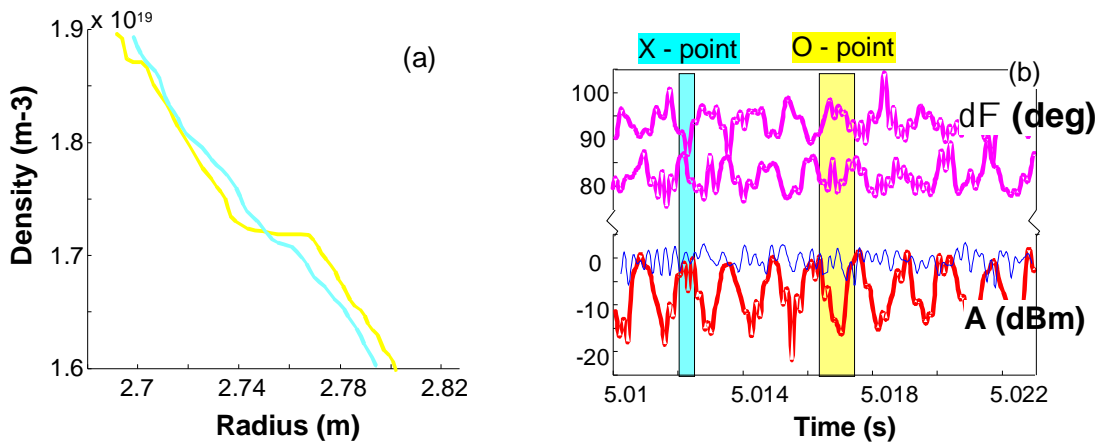 x 10¹⁹
1.9
1.8
1.7
1.6
Density (m-3)
(a)
2.7 2.74 2.78 2.82
Radius (m)
X - point O - point
(b)
dF (deg)
100
90
80
0
-10
-20
A (dBm)
5.01 5.014 5.018 5.022
Time (s)